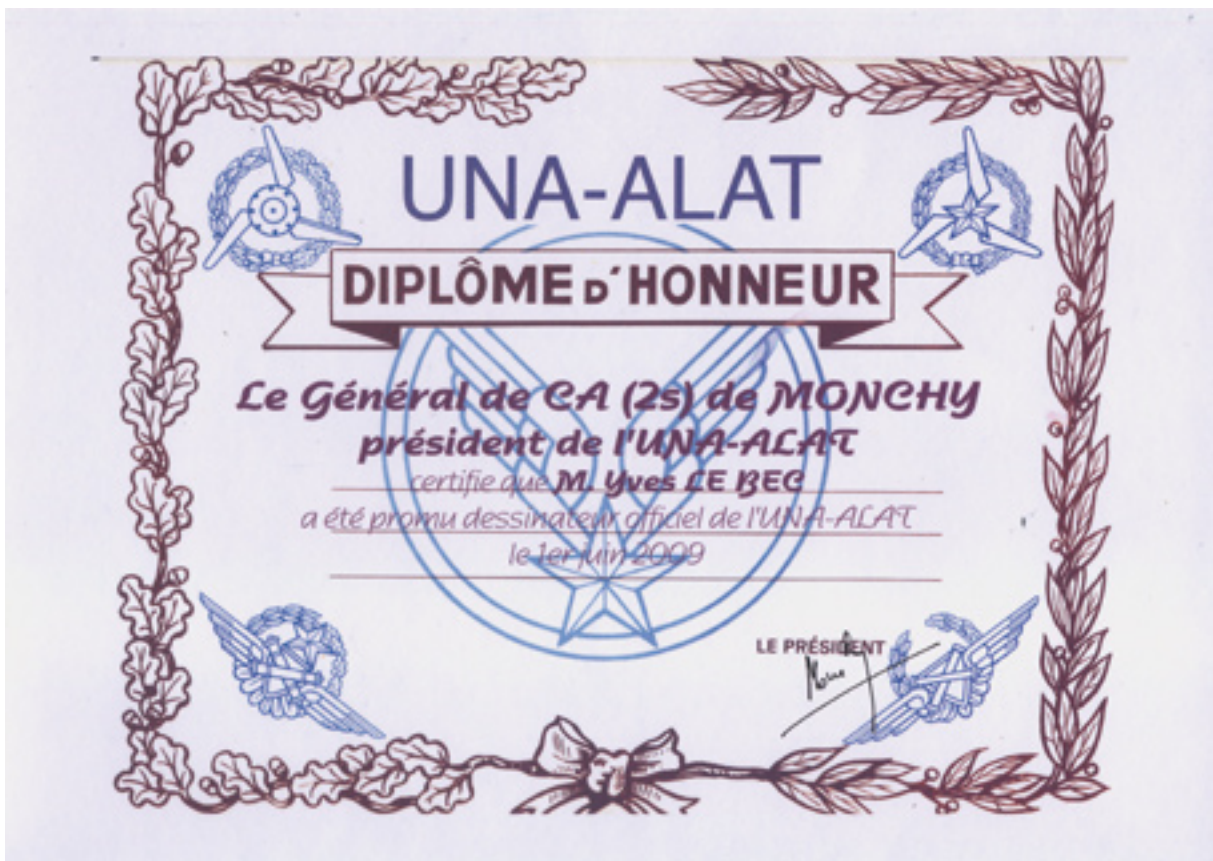 UNA-ALAT
DIPLÔME D'HONNEUR
Le Général de CA (2s) de MONCHY
président de l'UNA-ALAT
certifie que M. Yves LE BEC
a été promu dessinateur officiel de l'UNA-ALAT
le 1er juin 2009
LE PRÉSIDENT